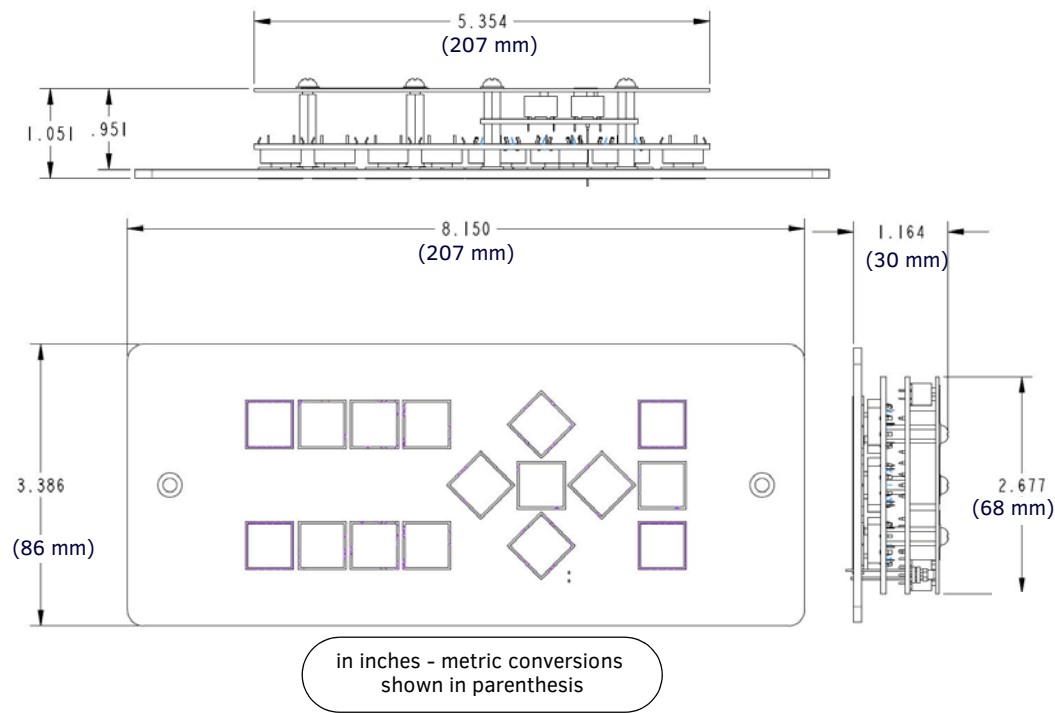 5.354
(207 mm)
1.051 .951
8.150
(207 mm)
1.164
(30 mm)
3.386
(86 mm)
2.677
(68 mm)
:
in inches - metric conversions
shown in parenthesis